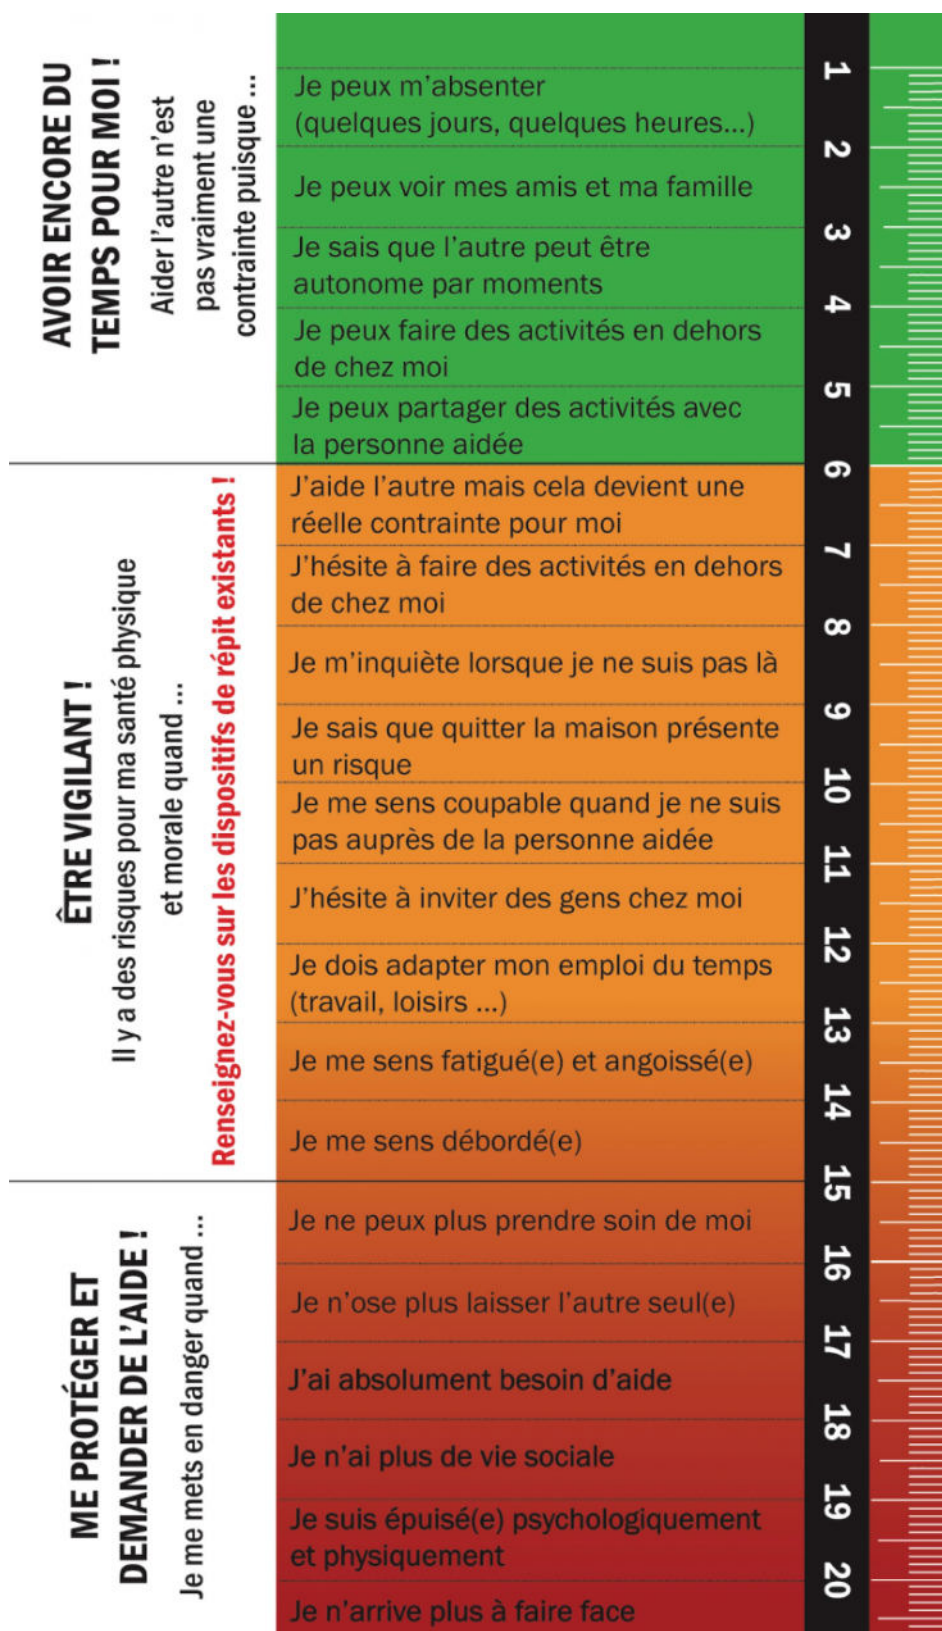 AVOIR ENCORE DU
TEMPS POUR MOI !
Aider l'autre n'est
pas vraiment une
contrainte puisque ...
1
Je peux m'absenter
(quelques jours, quelques heures...)
2
Je peux voir mes amis et ma famille
3
Je sais que l'autre peut être
autonome par moments
4
Je peux faire des activités en dehors
de chez moi
5
Je peux partager des activités avec
la personne aidée
6
ÊTRE VIGILANT !
Il y a des risques pour ma santé physique
et morale quand ...
Renseignez-vous sur les dispositifs de répit existants !
J'aide l'autre mais cela devient une
réelle contrainte pour moi
7
J'hésite à faire des activités en dehors
de chez moi
8
Je m'inquiète lorsque je ne suis pas là
9
Je sais que quitter la maison présente
un risque
10
Je me sens coupable quand je ne suis
pas auprès de la personne aidée
11
J'hésite à inviter des gens chez moi
12
Je dois adapter mon emploi du temps
(travail, loisirs ...)
13
Je me sens fatigué(e) et angoissé(e)
14
Je me sens débordé(e)
15
ME PROTÉGER ET
DEMANDER DE L'AIDE !
Je me mets en danger quand ...
Je ne peux plus prendre soin de moi
16
Je n'ose plus laisser l'autre seul(e)
17
J'ai absolument besoin d'aide
18
Je n'ai plus de vie sociale
19
Je suis épuisé(e) psychologiquement
et physiquement
20
Je n'arrive plus à faire face